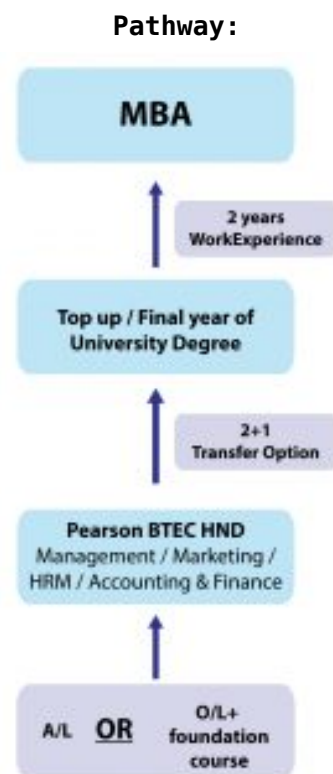 Pathway:
MBA
2 years
WorkExperience
Top up / Final year of
University Degree
2+1
Transfer Option
Pearson BTEC HND
Management / Marketing /
HRM / Accounting & Finance
A/L OR O/L+
foundation
course